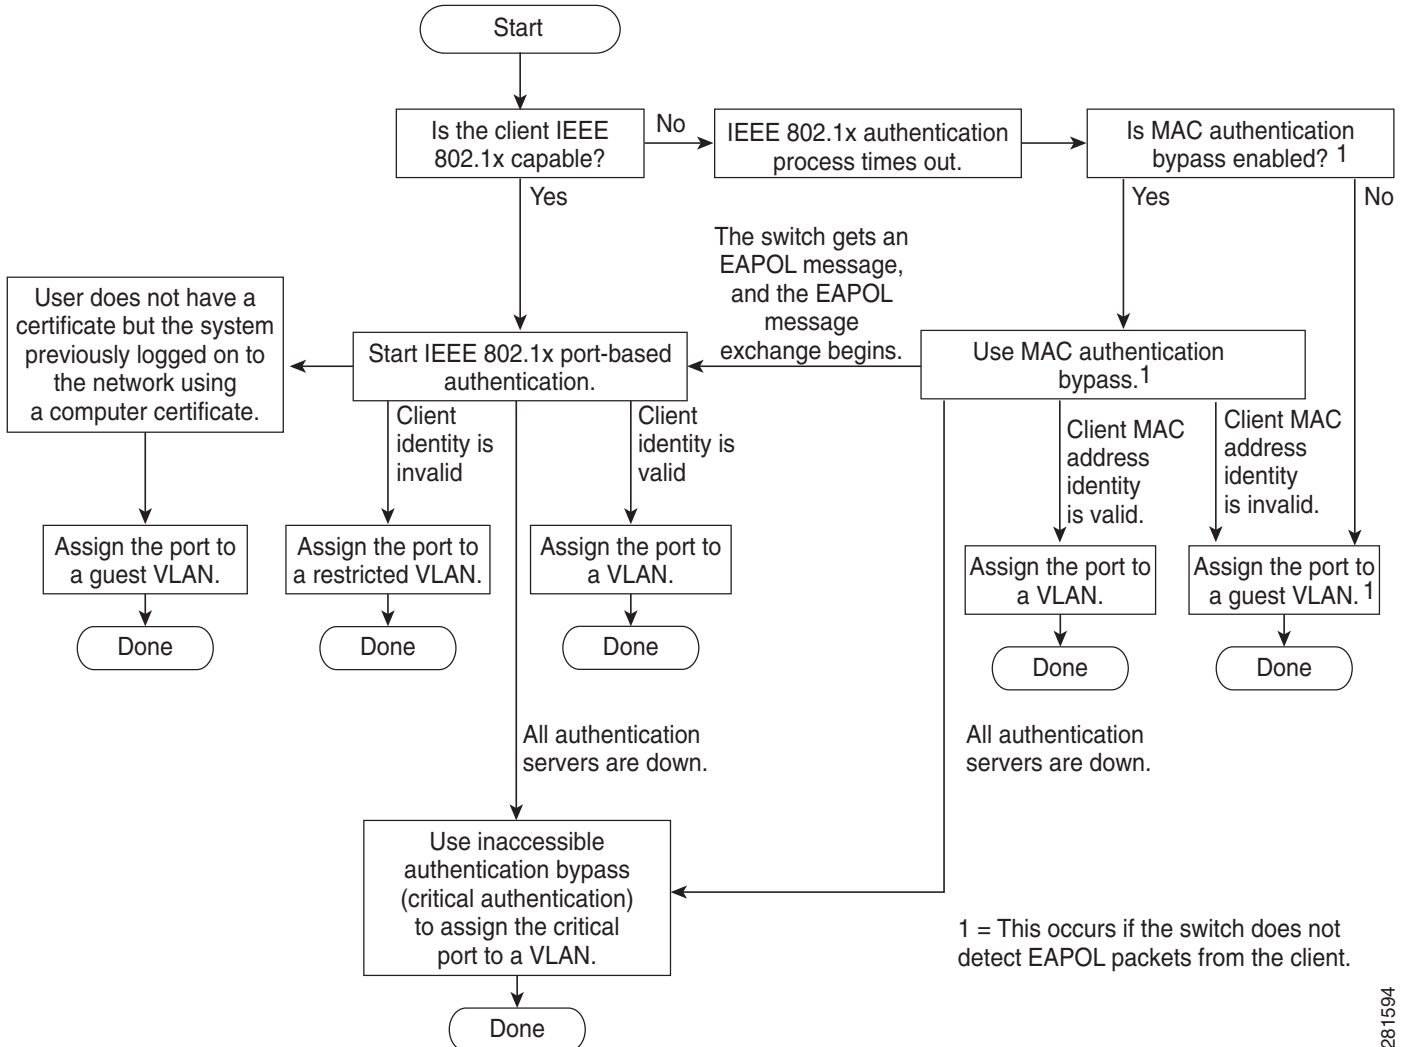 Start
Is the client IEEE
802.1x capable?
No
IEEE 802.1x authentication
process times out.
Is MAC authentication
bypass enabled? 1
Yes
Yes
No
The switch gets an
EAPOL message,
and the EAPOL
message
exchange begins.
User does not have a
certificate but the system
previously logged on to
the network using
a computer certificate.
Start IEEE 802.1x port-based
authentication.
Use MAC authentication
bypass.1
Client
identity is
invalid
Client
identity is
valid
Client MAC
address
identity
is valid.
Client MAC
address
identity
is invalid.
Assign the port to
a guest VLAN.
Assign the port to
a restricted VLAN.
Assign the port to
a VLAN.
Assign the port to
a VLAN.
Assign the port to
a guest VLAN. 1
Done
Done
Done
Done
Done
All authentication
servers are down.
All authentication
servers are down.
Use inaccessible
authentication bypass
(critical authentication)
to assign the critical
port to a VLAN.
Done
1 = This occurs if the switch does not
detect EAPOL packets from the client.
281594